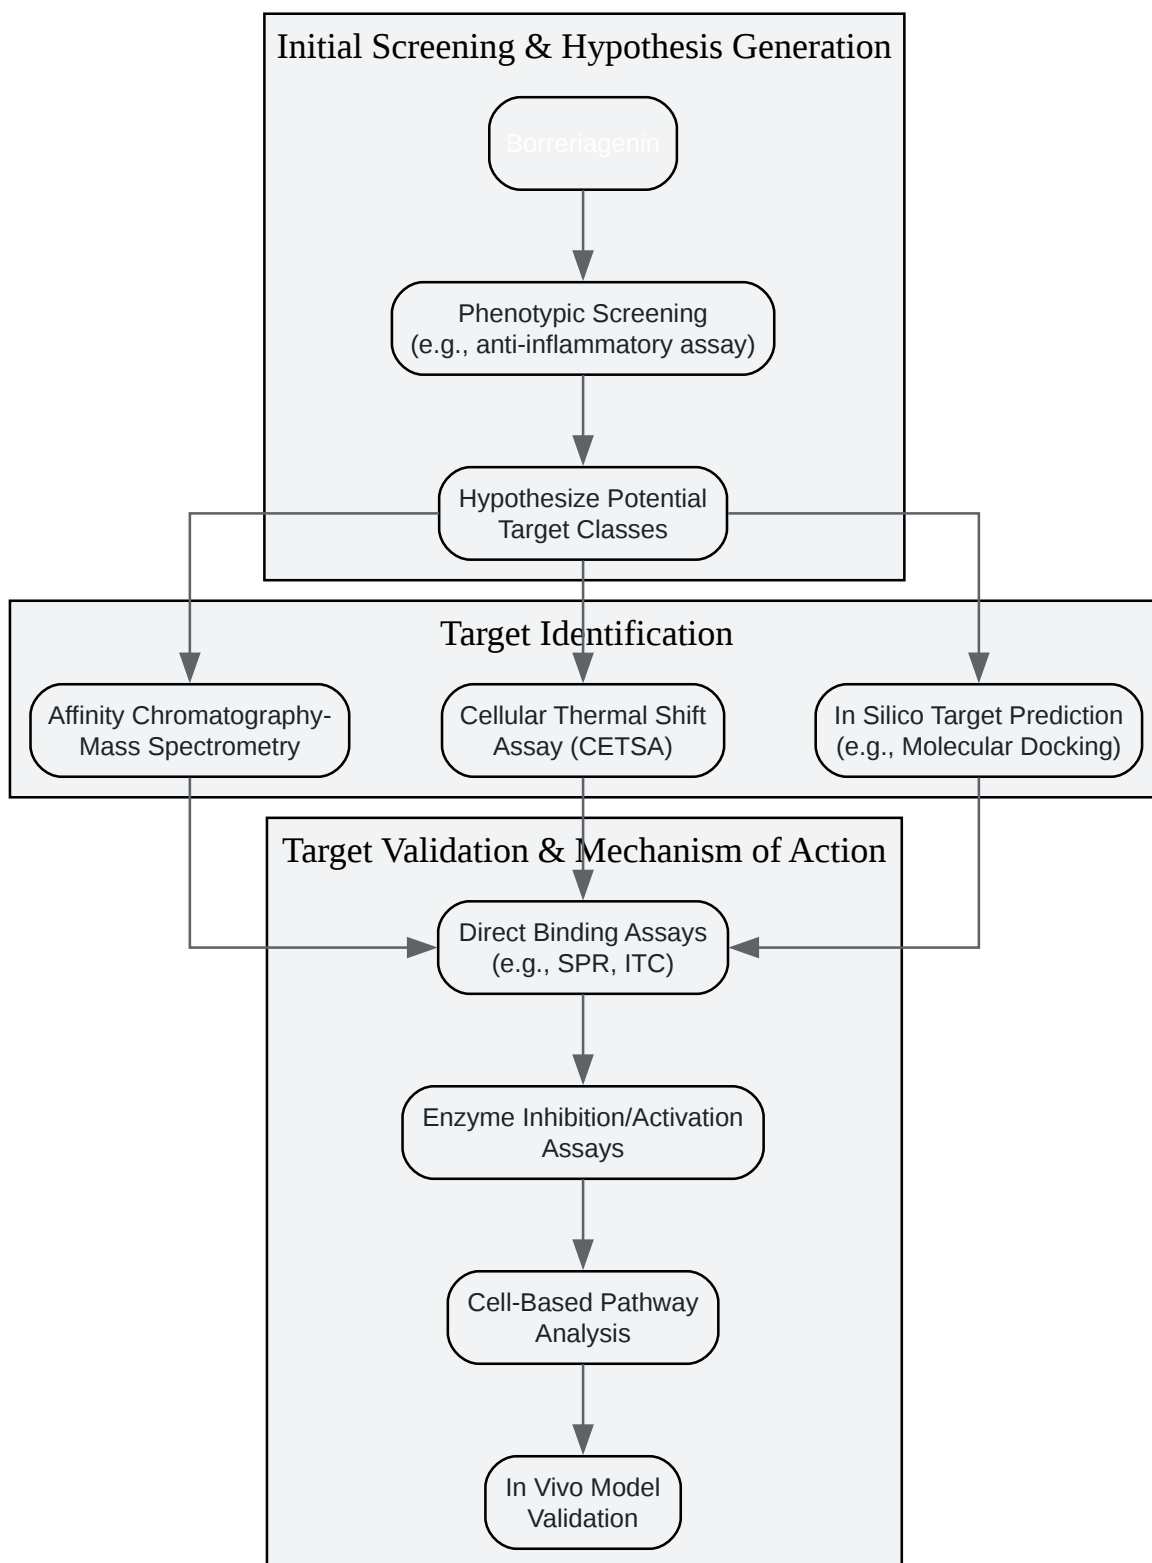 Initial Screening & Hypothesis Generation
Borreriagenin
Phenotypic Screening
(e.g., anti-inflammatory assay)
Hypothesize Potential
Target Classes
Target Identification
Affinity Chromatography-
Mass Spectrometry
Cellular Thermal Shift
Assay (CETSA)
In Silico Target Prediction
(e.g., Molecular Docking)
Target Validation & Mechanism of Action
Direct Binding Assays
(e.g., SPR, ITC)
Enzyme Inhibition/Activation
Assays
Cell-Based Pathway
Analysis
In Vivo Model
Validation